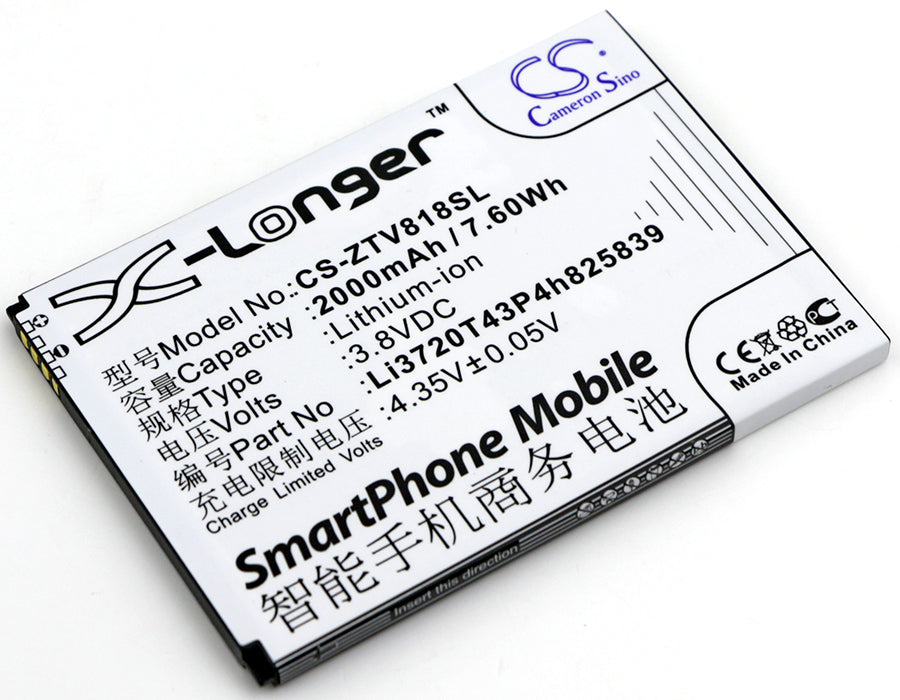 CS
Cameron Sino
X-Longer™
型号Model No.:CS-ZTV818SL
容量Capacity :2000mAh / 7.60Wh
规格Type :Lithium-ion
电压Volts :3.8VDC
编号Part No :Li3720T43P4h825839
充电限制电压 :4.35V±0.05V
Charge Limited Volts
CE
Made in China
SmartPhone Mobile
智能手机商务电池
Insert this direction